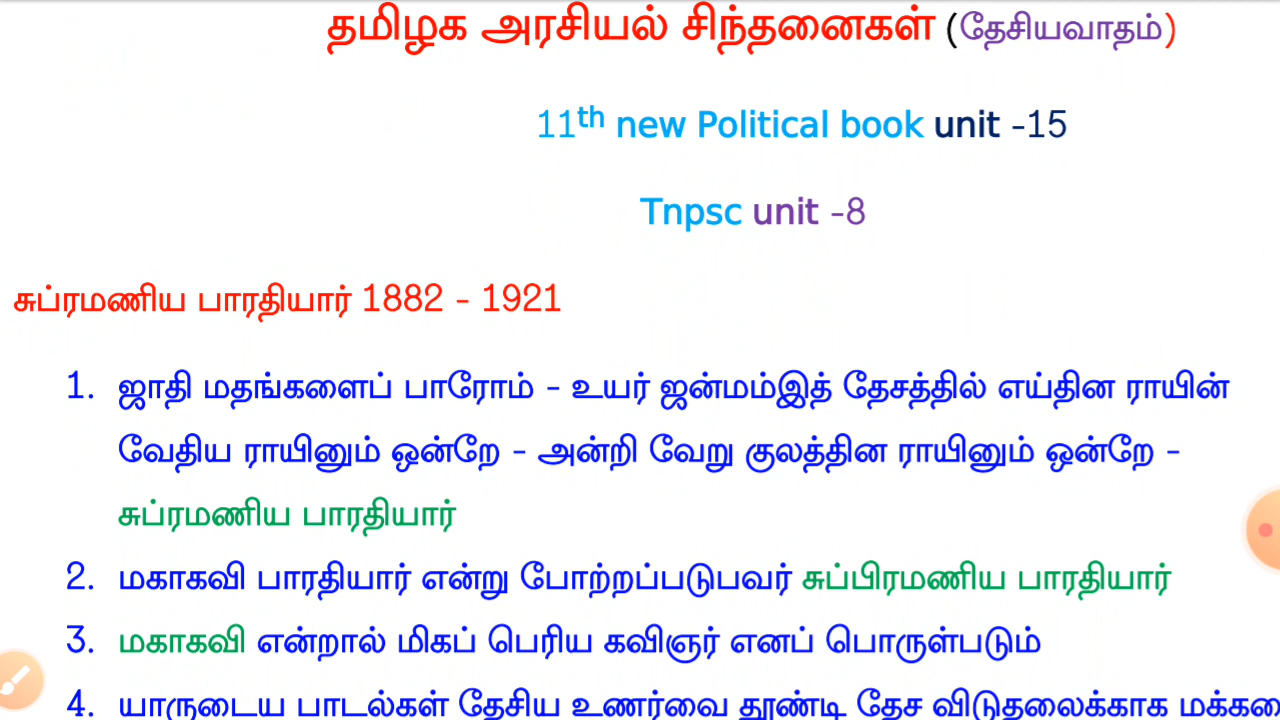 தமிழக அரசியல் சிந்தனைகள் (தேசியவாதம்)
11th new Political book unit -15
Tnpsc unit -8
சுப்ரமணிய பாரதியார் 1882 - 1921
1. ஜாதி மதங்களைப் பாரோம் - உயர் ஜன்மம்இத் தேசத்தில் எய்தின ராயின்
வேதிய ராயினும் ஒன்றே - அன்றி வேறு குலத்தின ராயினும் ஒன்றே -
சுப்ரமணிய பாரதியார்
2. மகாகவி பாரதியார் என்று போற்றப்படுபவர் சுப்பிரமணிய பாரதியார்
3. மகாகவி என்றால் மிகப் பெரிய கவிஞர் எனப் பொருள்படும்
4. யாருடைய பாடல்கள் தேசிய உணர்வை தூண்டி தேச விடுதலைக்காக